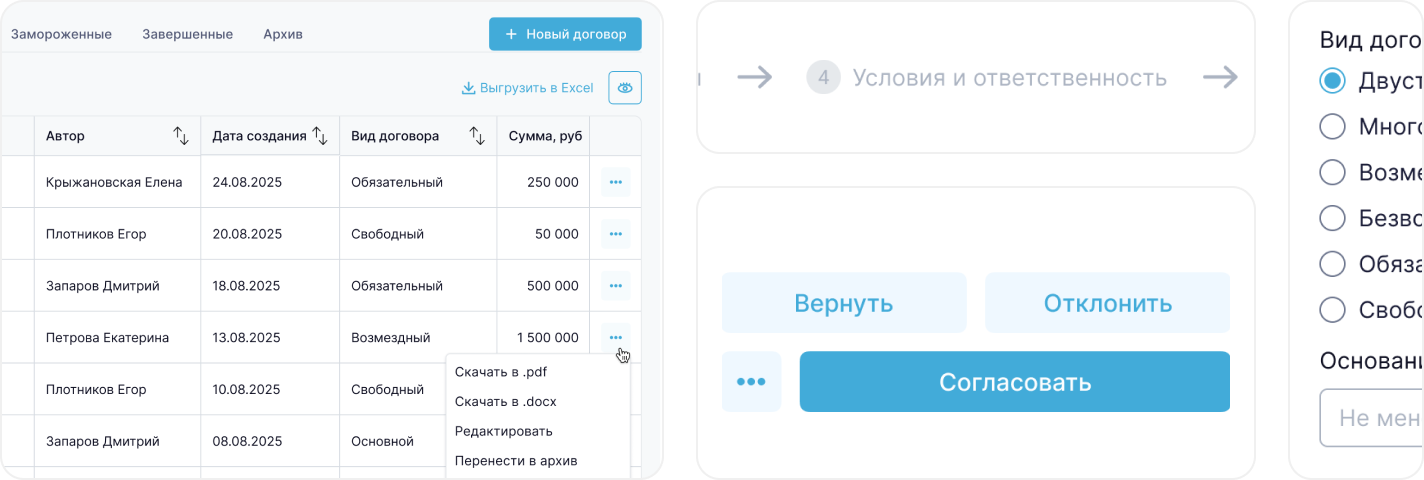 Замороженные Завершенные Архив + Новый договор
Выгрузить в Excel
Автор Дата создания Вид договора Сумма, руб
Крыжановская Елена 24.08.2025 Обязательный 250 000
Плотников Егор 20.08.2025 Свободный 50 000
Запаров Дмитрий 18.08.2025 Обязательный 500 000
Петрова Екатерина 13.08.2025 Возмездный 1 500 000
Плотников Егор 10.08.2025 Свободный
Запаров Дмитрий 08.08.2025 Основной
Скачать в .pdf
Скачать в .docx
Редактировать
Перенести в архив
4 Условия и ответственность
Вернуть Отклонить
Согласовать
Вид дого
Двуст
Много
Возме
Безво
Обяза
Свобо
Основани
Не мен